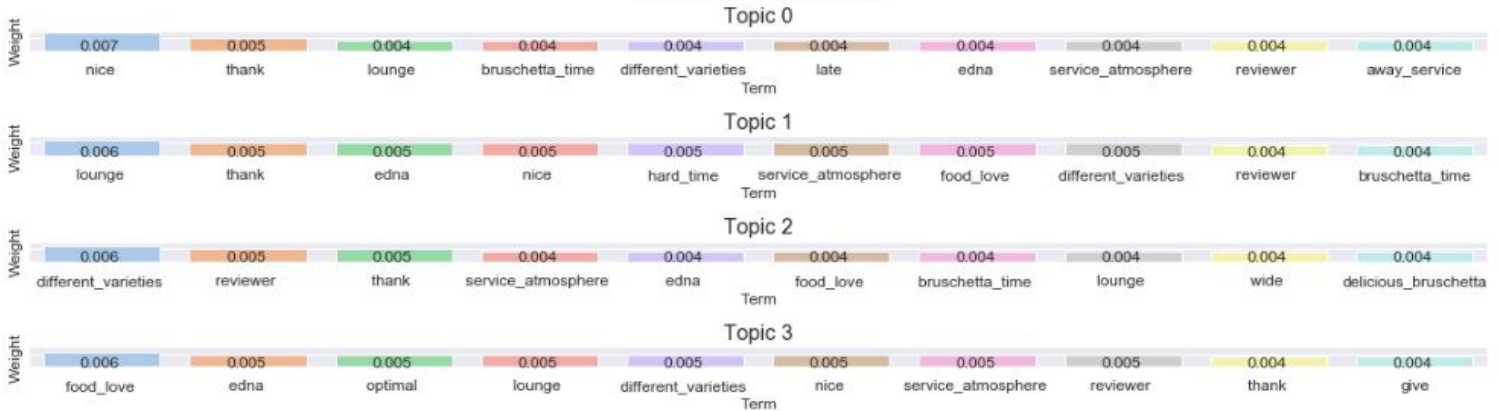 Topic 0
Weight
0.007 0.005 0.004 0.004 0.004 0.004 0.004 0.004 0.004 0.004
nice thank lounge bruschetta_time different_varieties late edna service_atmosphere reviewer away_service
Term
Topic 1
Weight
0.006 0.005 0.005 0.005 0.005 0.005 0.005 0.005 0.004 0.004
lounge thank edna nice hard_time service_atmosphere food_love different_varieties reviewer bruschetta_time
Term
Topic 2
Weight
0.006 0.005 0.005 0.004 0.004 0.004 0.004 0.004 0.004 0.004
different_varieties reviewer thank service_atmosphere edna food_love bruschetta_time lounge wide delicious_bruschetta
Term
Topic 3
Weight
0.006 0.005 0.005 0.005 0.005 0.005 0.005 0.005 0.004 0.004
food_love edna optimal lounge different_varieties nice service_atmosphere reviewer thank give
Term